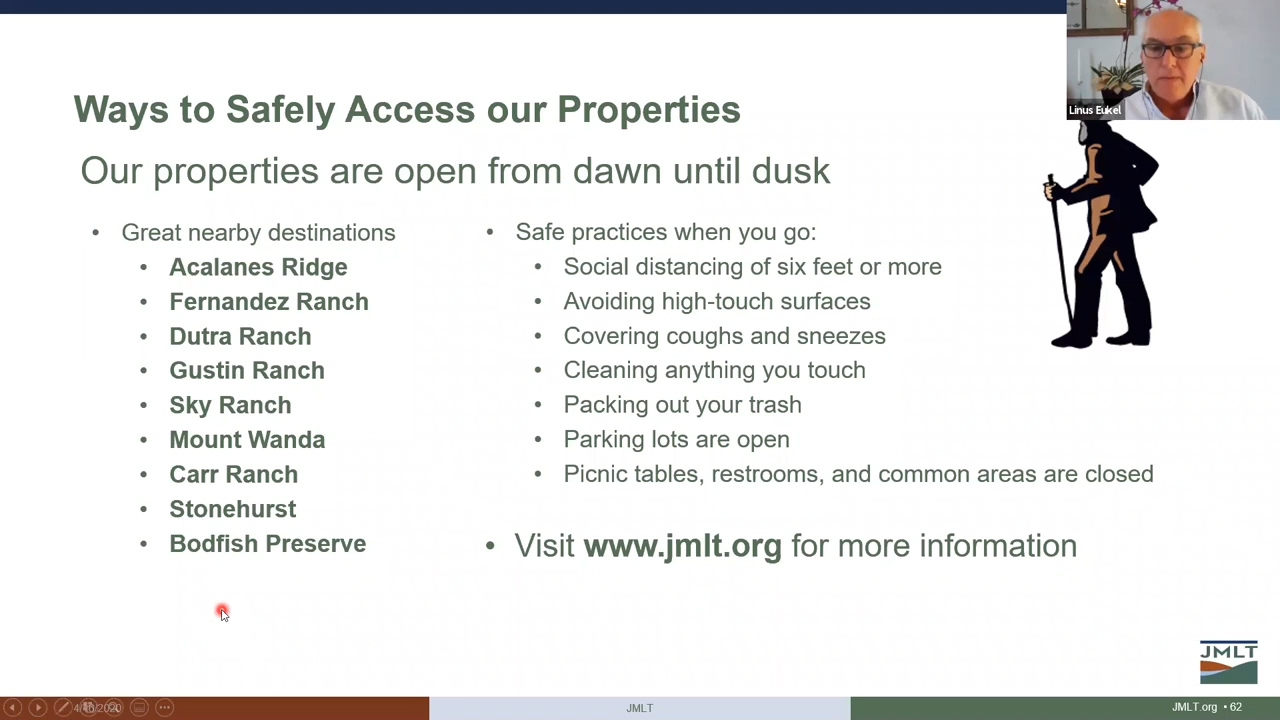 Linus Eukel
Ways to Safely Access our Properties
Our properties are open from dawn until dusk
• Great nearby destinations
• Acalanes Ridge
• Fernandez Ranch
• Dutra Ranch
• Gustin Ranch
• Sky Ranch
• Mount Wanda
• Carr Ranch
• Stonehurst
• Bodfish Preserve
• Safe practices when you go:
• Social distancing of six feet or more
• Avoiding high-touch surfaces
• Covering coughs and sneezes
• Cleaning anything you touch
• Packing out your trash
• Parking lots are open
• Picnic tables, restrooms, and common areas are closed
• Visit www.jmlt.org for more information
JMLT
JMLT
JMLT.org • 62